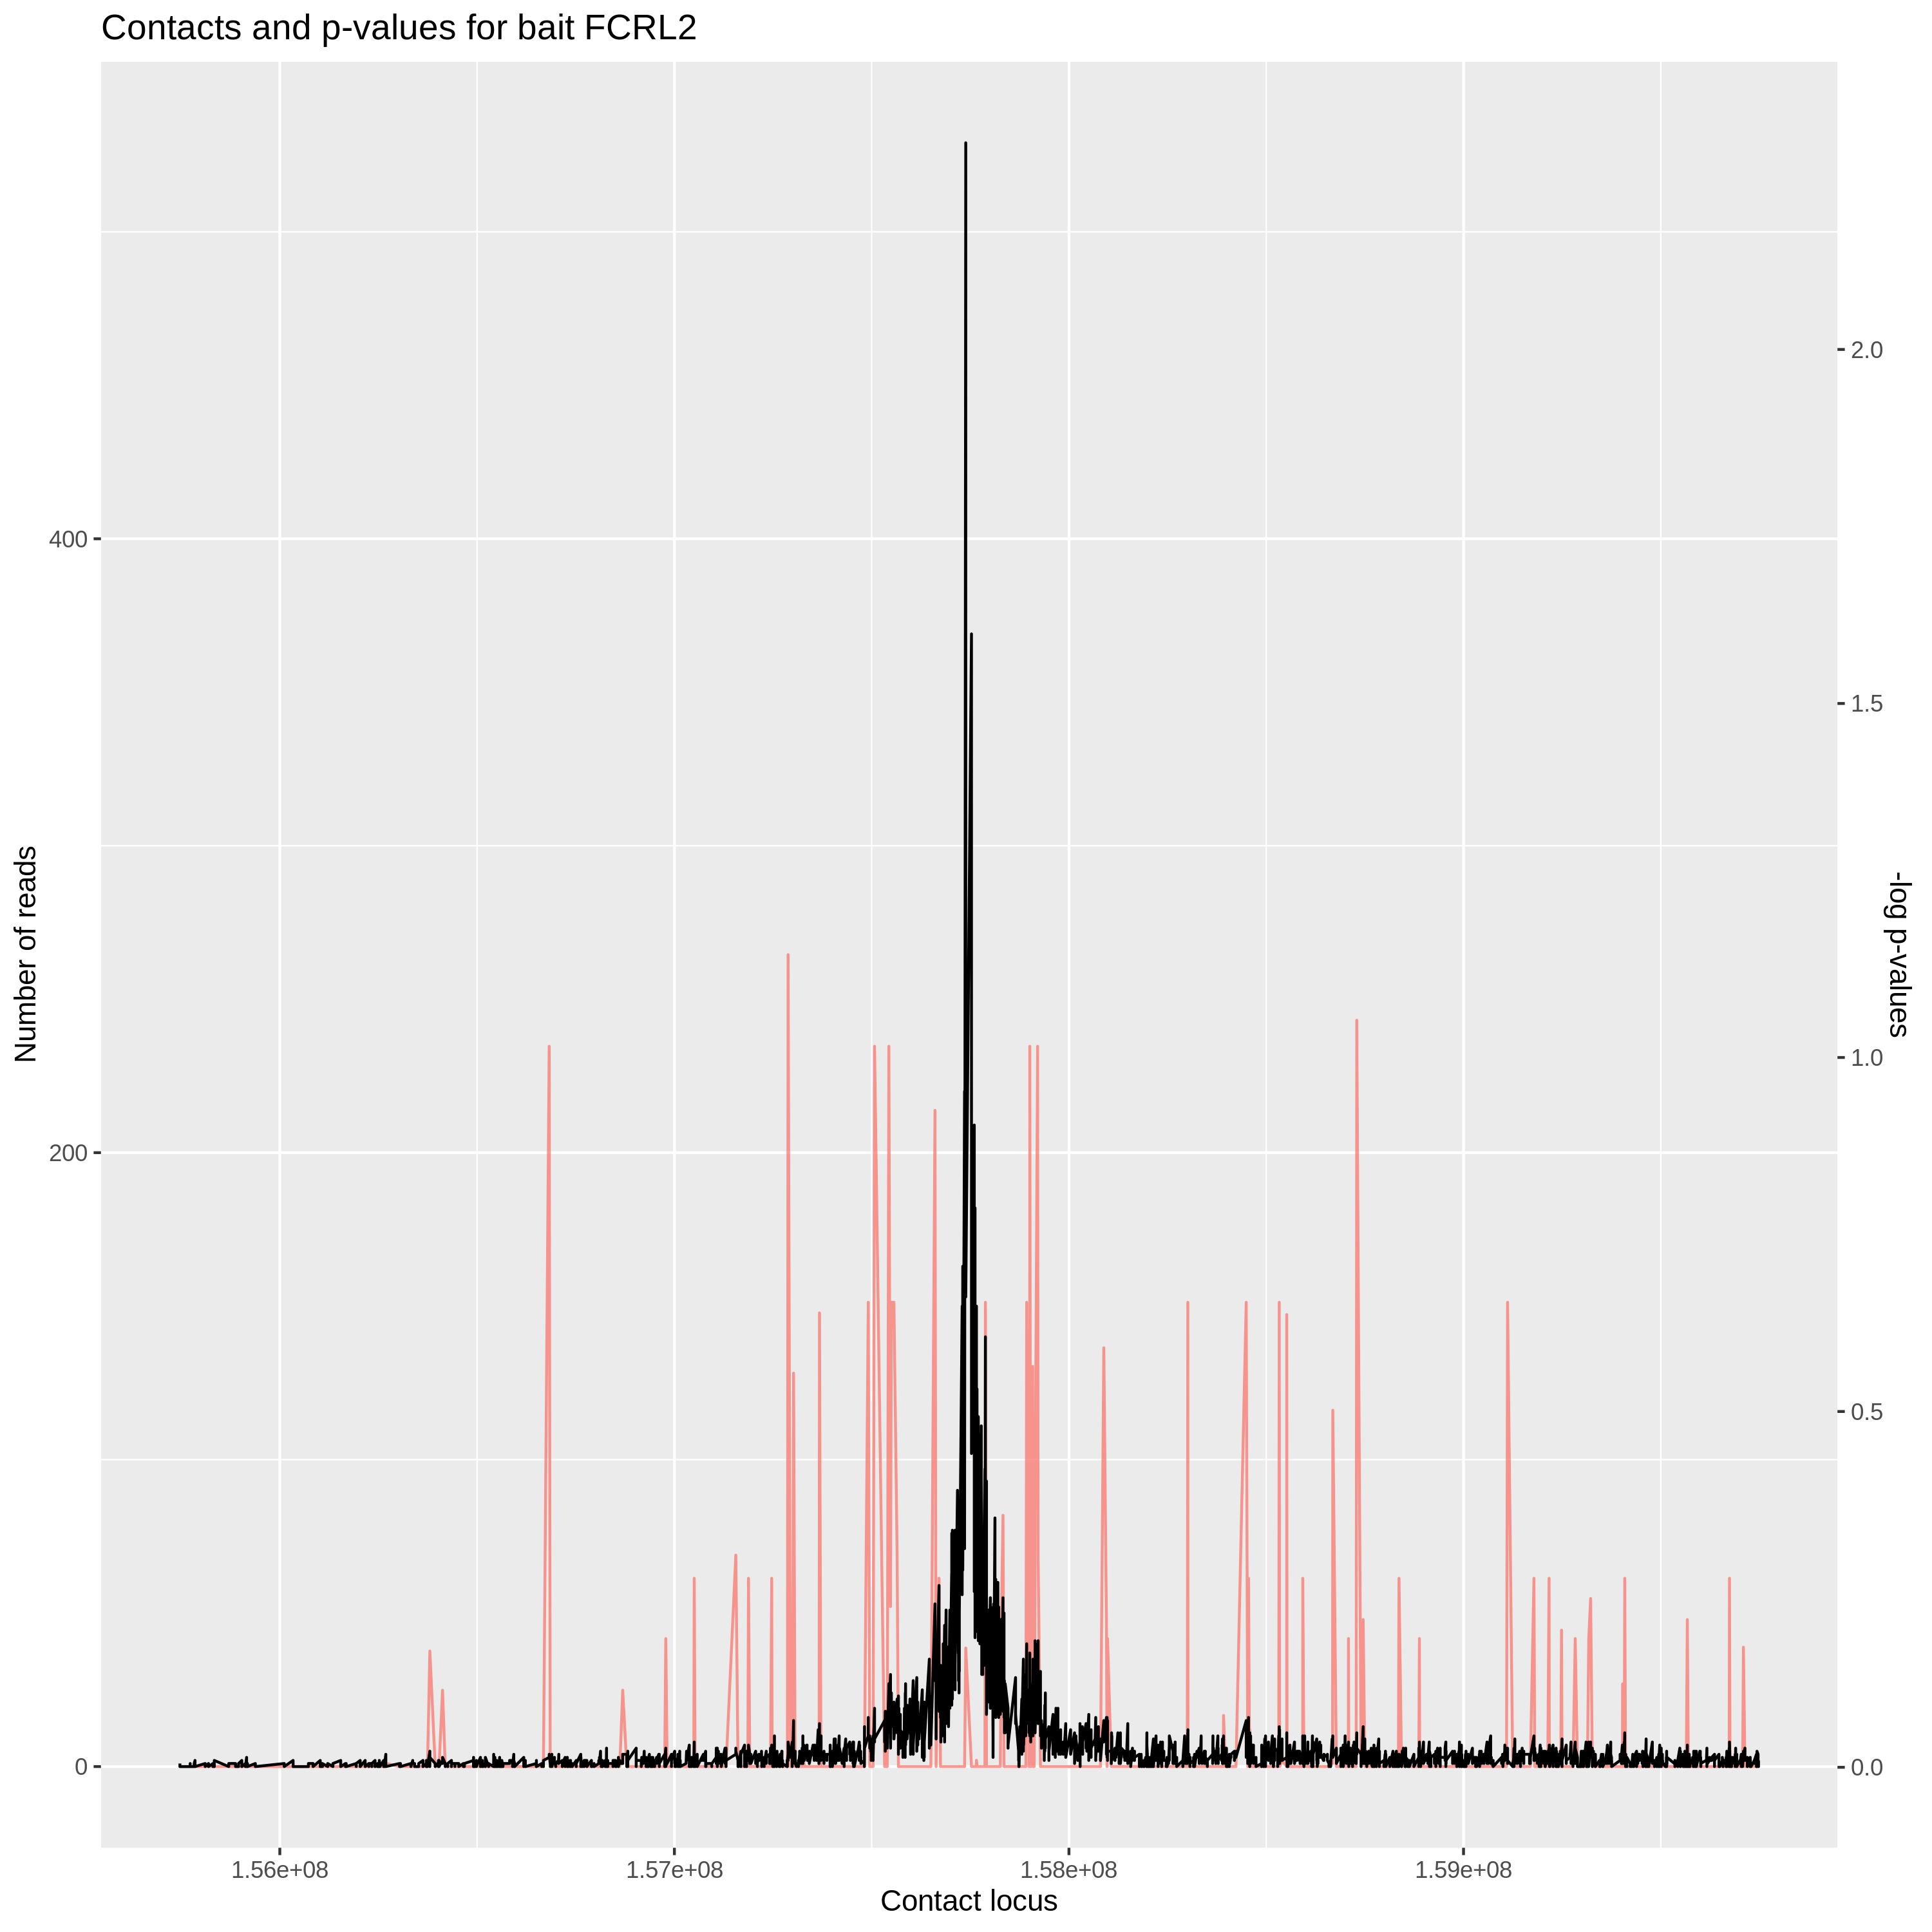 Contacts and p-values for bait FCRL2
400
200
0
Number of reads
2.0
1.5
1.0
0.5
0.0
-log p-values
1.56e+08
1.57e+08
1.58e+08
1.59e+08
Contact locus